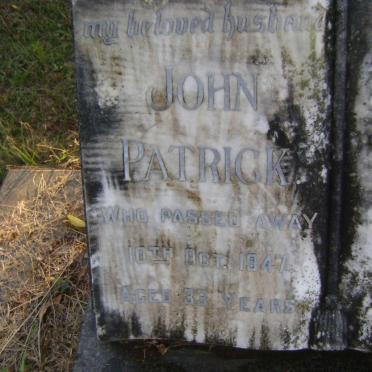 my beloved husband
JOHN
PATRICK
WHO PASSED AWAY
10TH OCT. 1947.
AGED 33 YEARS